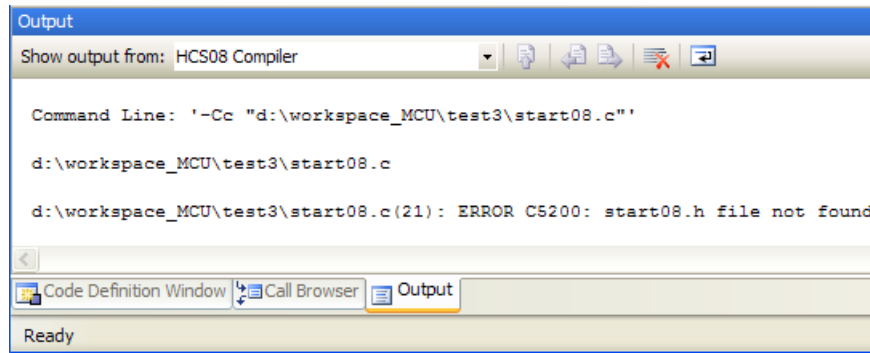 Output
Show output from: HCS08 Compiler
Command Line: '-Cc "d:\workspace_MCU\test3\start08.c"'
d:\workspace_MCU\test3\start08.c
d:\workspace_MCU\test3\start08.c(21): ERROR C5200: start08.h file not found
Code Definition Window Call Browser Output
Ready